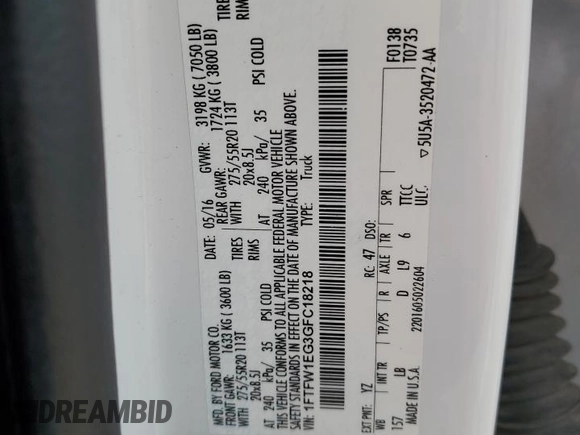 MFD. BY FORD MOTOR CO.
DATE: 05/16 GVWR: 3198 KG ( 7050 LB)
FRONT GAWR: 1633 KG ( 3600 LB) REAR GAWR: 1724 KG ( 3800 LB)
WITH 275/55R20 113T TIRES WITH 275/55R20 113T TIRES
20x8.5J RIMS 20x8.5J RIMS
AT 240 kPa/ 35 PSI COLD AT 240 kPa/ 35 PSI COLD
THIS VEHICLE CONFORMS TO ALL APPLICABLE FEDERAL MOTOR VEHICLE
SAFETY STANDARDS IN EFFECT ON THE DATE OF MANUFACTURE SHOWN ABOVE.
VIN: 1FTFW1EG3GFC18218 TYPE: Truck
F0138
T0735
EXT PNT: YZ RC: 47 DSO:
WB INT TR TP/PS R AXLE TR SPR
157 LB D L9 6 TTCC
MADE IN U.S.A. 2201605022604 ULC.
▽5U5A-3520472-AA
BIDREAMBID